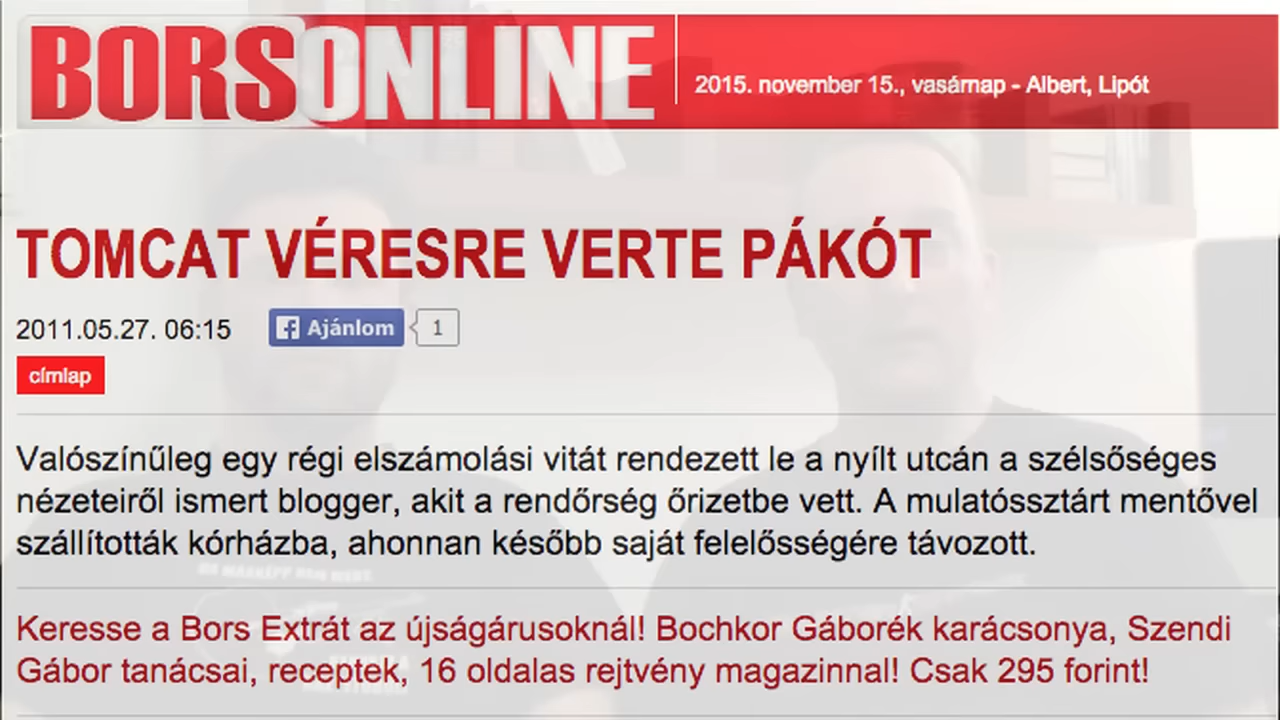 BORSONLINE
2015. november 15., vasárnap - Albert, Lipót
TOMCAT VÉRESRE VERTE PÁKÓT
2011.05.27. 06:15 Ajánlom 1
címlap
Valószínűleg egy régi elszámolási vitát rendezett le a nyílt utcán a szélsőséges
nézeteiről ismert blogger, akit a rendőrség őrizetbe vett. A mulatóssztárt mentővel
szállították kórházba, ahonnan később saját felelősségére távozott.
Keresse a Bors Extrát az újságárusoknál! Bochkor Gáborék karácsonya, Szendi
Gábor tanácsai, receptek, 16 oldalas rejtvény magazinnal! Csak 295 forint!